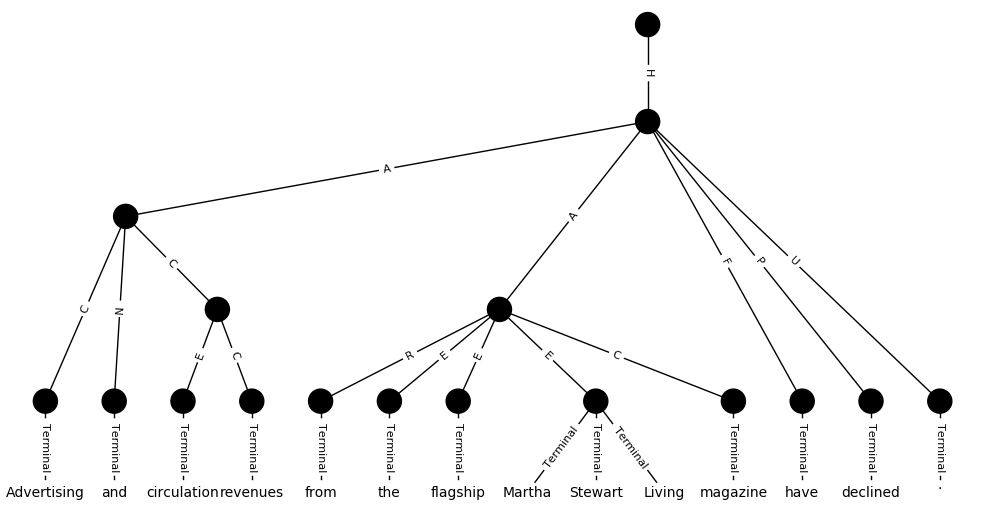 H
A
A
C
N
C
F
P
U
E
C
R
E
E
E
C
Terminal Terminal Terminal Terminal Terminal Terminal Terminal Terminal Terminal Terminal Terminal Terminal Terminal Terminal
Advertising and circulation revenues from the flagship Martha Stewart Living magazine have declined .